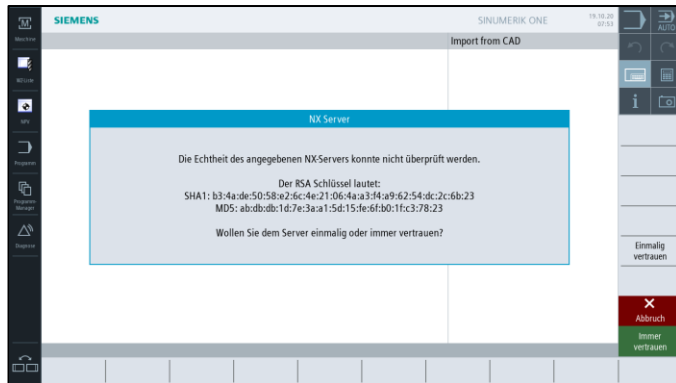 SIEMENS
SINUMERIK ONE
19.10.20
07:53
M
AUTO
Maschine
Import from CAD
NPV
Programm
Programm-
Manager
Diagnose
NX Server
Die Echtheit des angegebenen NX-Servers konnte nicht überprüft werden.
Der RSA Schlüssel lautet:
SHA1: b3:4a:de:50:58:e2:6c:4e:21:06:4a:a3:f4:a9:62:54:dc:2c:6b:23
MD5: ab:db:db:1d:7e:3a:a1:5d:15:fe:6f:b0:1f:c3:78:23
Wollen Sie dem Server einmalig oder immer vertrauen?
Einmalig
vertrauen
Abbruch
Immer
vertrauen